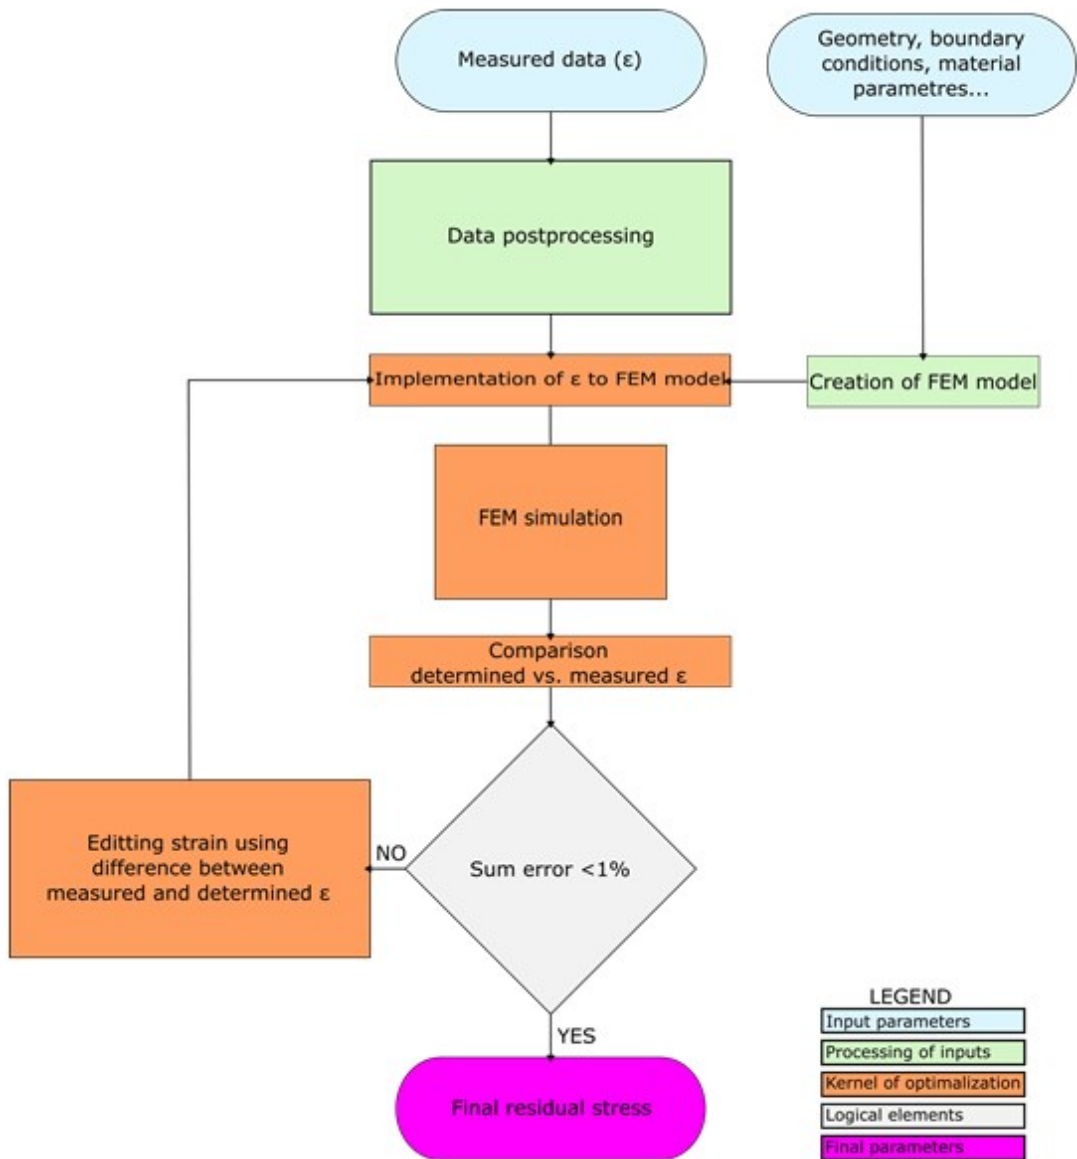 Measured data (ε)
Geometry, boundary
conditions, material
parametres...
Data postprocessing
Implementation of ε to FEM model
Creation of FEM model
FEM simulation
Comparison
determined vs. measured ε
Editting strain using
difference between
measured and determined ε
NO
Sum error <1%
YES
Final residual stress
LEGEND
Input parameters
Processing of inputs
Kernel of optimalization
Logical elements
Final parameters